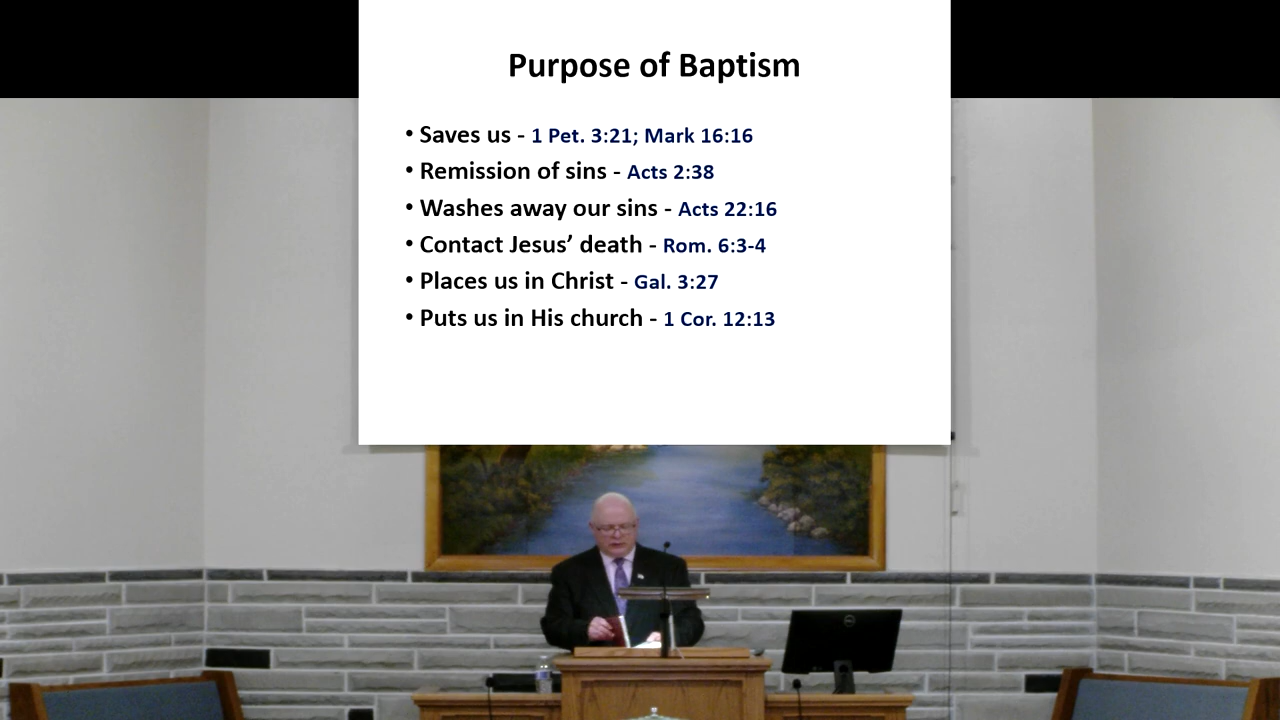 Purpose of Baptism
• Saves us - 1 Pet. 3:21; Mark 16:16
• Remission of sins - Acts 2:38
• Washes away our sins - Acts 22:16
• Contact Jesus’ death - Rom. 6:3-4
• Places us in Christ - Gal. 3:27
• Puts us in His church - 1 Cor. 12:13
DELL